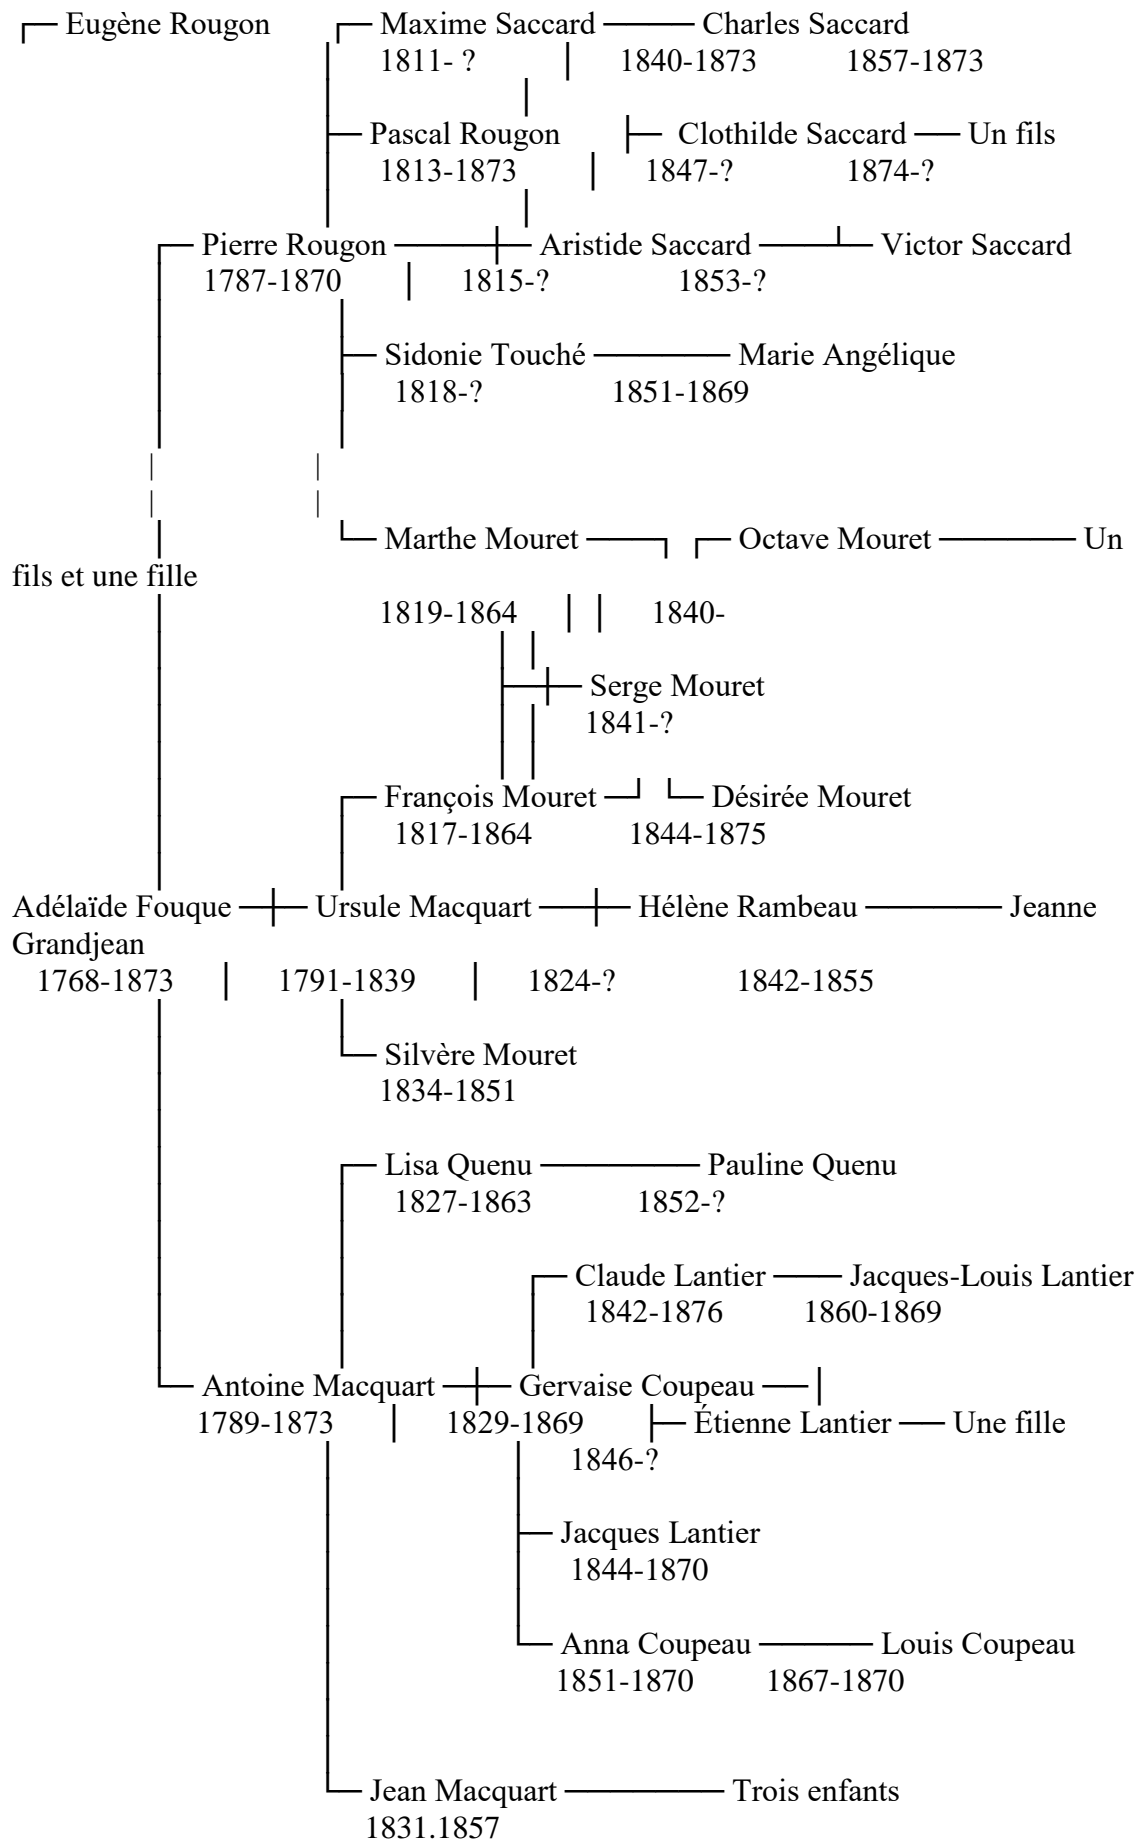 Eugène Rougon Maxime Saccard Charles Saccard
1811- ? 1840-1873 1857-1873
Pascal Rougon Clothilde Saccard Un fils
1813-1873 1847-? 1874-?
Pierre Rougon Aristide Saccard Victor Saccard
1787-1870 1815-? 1853-?
Sidonie Touché Marie Angélique
1818-? 1851-1869
Marthe Mouret Octave Mouret Un
fils et une fille
1819-1864 1840-
Serge Mouret
1841-?
François Mouret Désirée Mouret
1817-1864 1844-1875
Adélaïde Fouque Ursule Macquart Hélène Rambeau Jeanne
Grandjean
1768-1873 1791-1839 1824-? 1842-1855
Silvère Mouret
1834-1851
Lisa Quenu Pauline Quenu
1827-1863 1852-?
Claude Lantier Jacques-Louis Lantier
1842-1876 1860-1869
Antoine Macquart Gervaise Coupeau
1789-1873 1829-1869 Étienne Lantier Une fille
1846-?
Jacques Lantier
1844-1870
Anna Coupeau Louis Coupeau
1851-1870 1867-1870
Jean Macquart Trois enfants
1831.1857